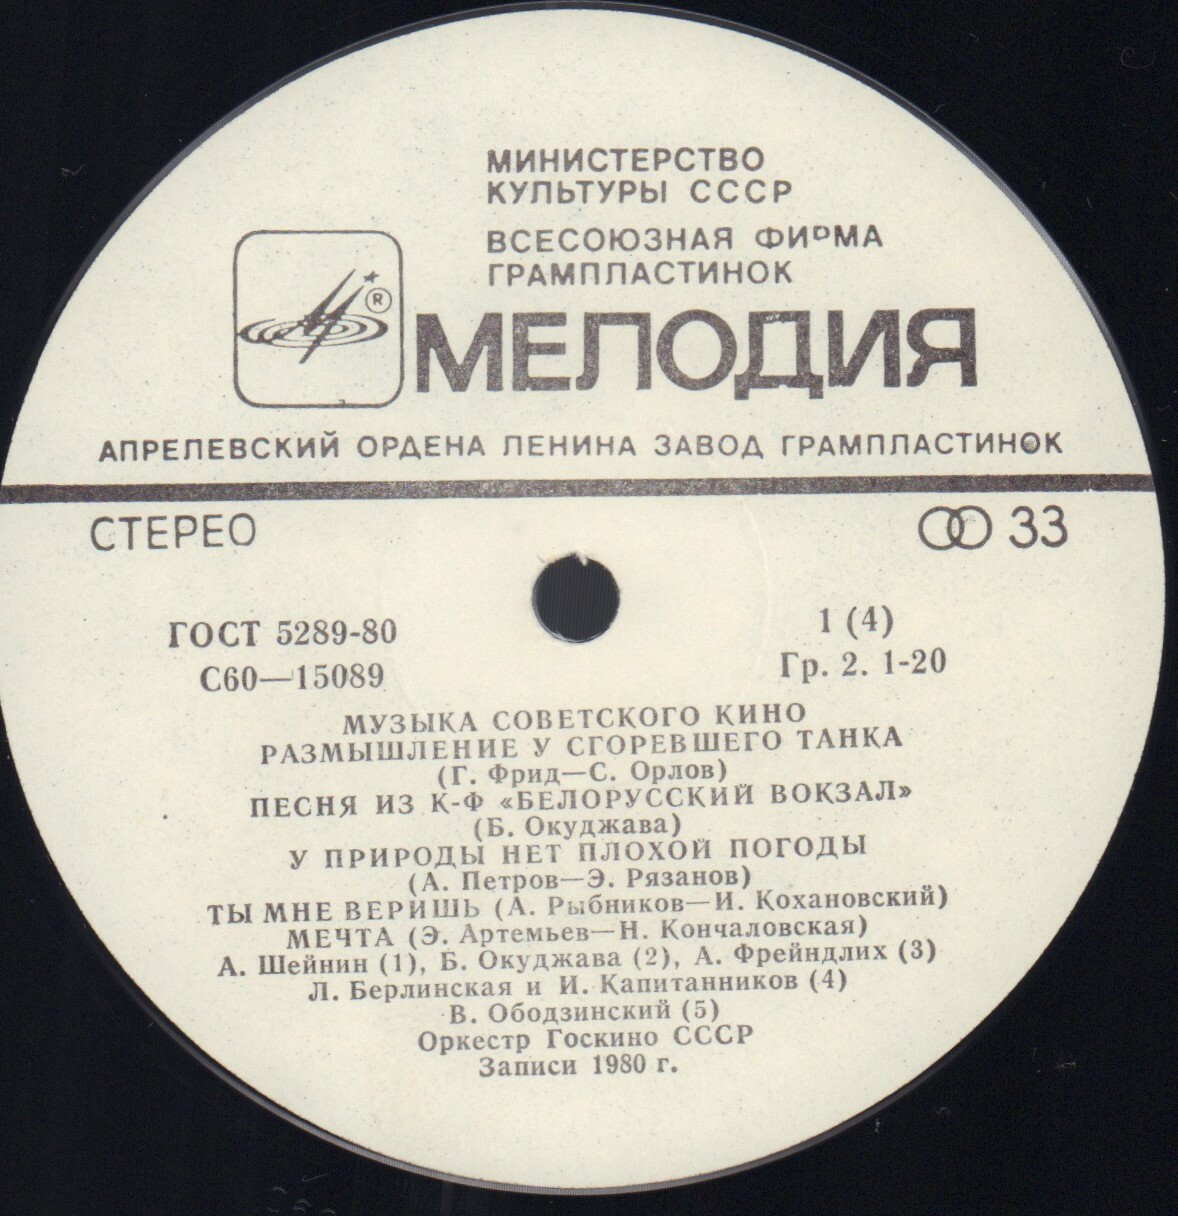 МИНИСТЕРСТВО
КУЛЬТУРЫ СССР
ВСЕСОЮЗНАЯ ФИРМА
ГРАМПЛАСТИНОК
®
МЕЛОДИЯ
АПРЕЛЕВСКИЙ ОРДЕНА ЛЕНИНА ЗАВОД ГРАМПЛАСТИНОК
СТЕРЕО
33
ГОСТ 5289-80
1 (4)
С60—15089
Гр. 2. 1-20
МУЗЫКА СОВЕТСКОГО КИНО
РАЗМЫШЛЕНИЕ У СГОРЕВШЕГО ТАНКА
(Г. Фрид—С. Орлов)
ПЕСНЯ ИЗ К-Ф «БЕЛОРУССКИЙ ВОКЗАЛ»
(Б. Окуджава)
У ПРИРОДЫ НЕТ ПЛОХОЙ ПОГОДЫ
(А. Петров—Э. Рязанов)
ТЫ МНЕ ВЕРИШЬ (А. Рыбников—И. Кохановский)
МЕЧТА (Э. Артемьев—Н. Кончаловская)
А. Шейнин (1), Б. Окуджава (2), А. Фрейндлих (3)
Л. Берлинская и И. Капитанников (4)
В. Ободзинский (5)
Оркестр Госкино СССР
Записи 1980 г.